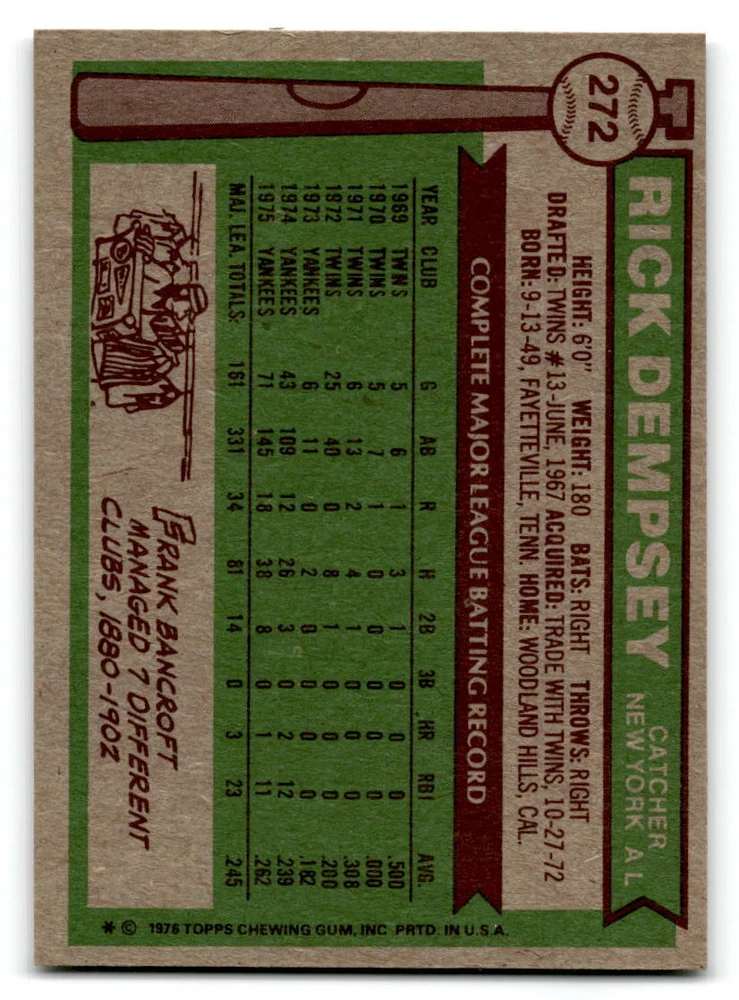 272
RICK DEMPSEY
CATCHER
NEW YORK A L
HEIGHT: 6'0" WEIGHT: 180 BATS: RIGHT THROWS: RIGHT
DRAFTED: TWINS #13-JUNE, 1967 ACQUIRED: TRADE WITH TWINS, 10-27-72
BORN: 9-13-49, FAYETTEVILLE, TENN. HOME: WOODLAND HILLS, CAL.
COMPLETE MAJOR LEAGUE BATTING RECORD
YEAR CLUB G AB R H 2B 3B HR RBI AVG.
1969 TWINS 5 6 1 3 1 0 0 0 .500
1970 TWINS 5 7 1 0 0 0 0 0 .000
1971 TWINS 6 13 2 4 1 0 0 0 .308
1972 TWINS 25 40 0 8 1 0 0 0 .200
1973 YANKEES 6 11 0 2 0 0 0 0 .182
1974 YANKEES 43 109 12 26 3 0 2 12 .239
1975 YANKEES 71 145 18 38 8 0 1 11 .262
MAJ. LEA. TOTALS: 161 331 34 81 14 0 3 23 .245
FRANK BANCROFT
MANAGED 7 DIFFERENT
CLUBS, 1880-1902
* © 1976 TOPPS CHEWING GUM, INC PRTD. IN U.S.A.